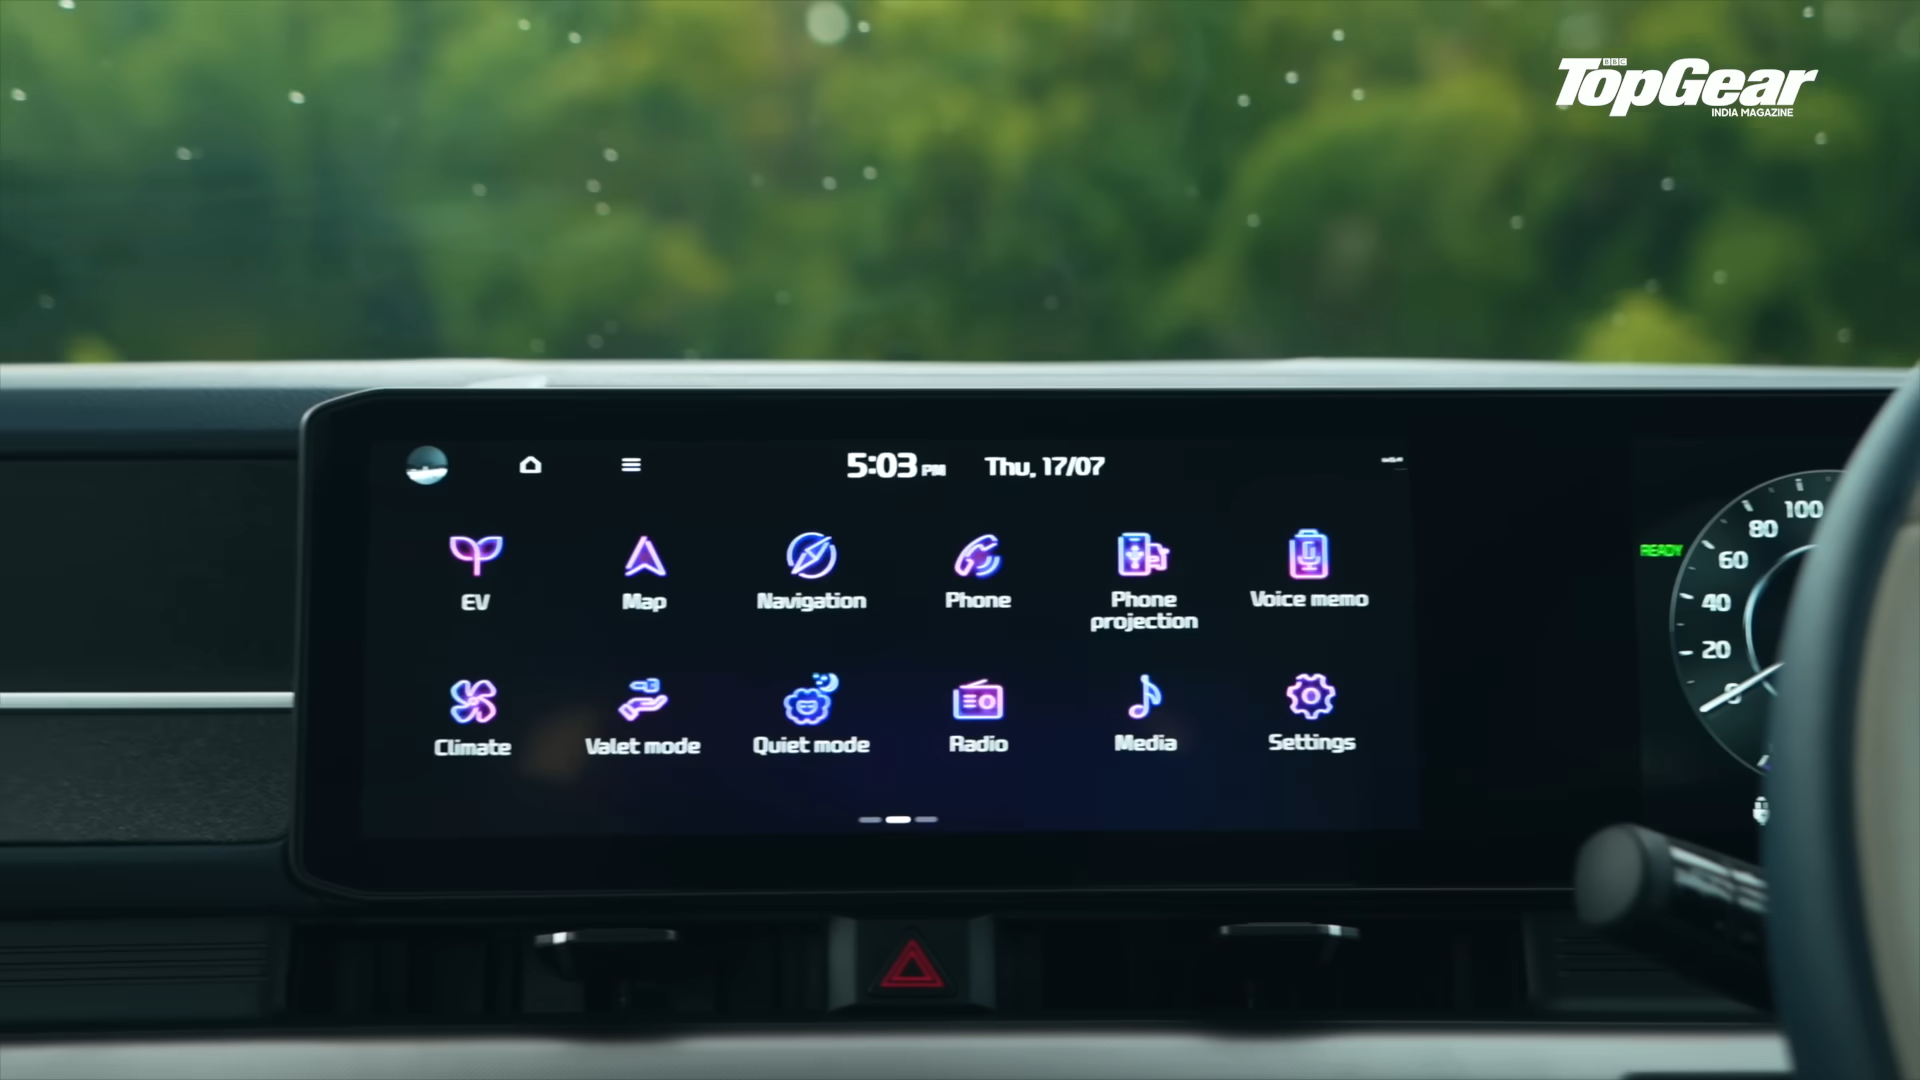 BBC
TopGear
INDIA MAGAZINE
5:03 PM Thu, 17/07
EV
Map
Navigation
Phone
Phone
projection
Voice memo
Climate
Valet mode
Quiet mode
Radio
Media
Settings
READY
100
80
60
40
20